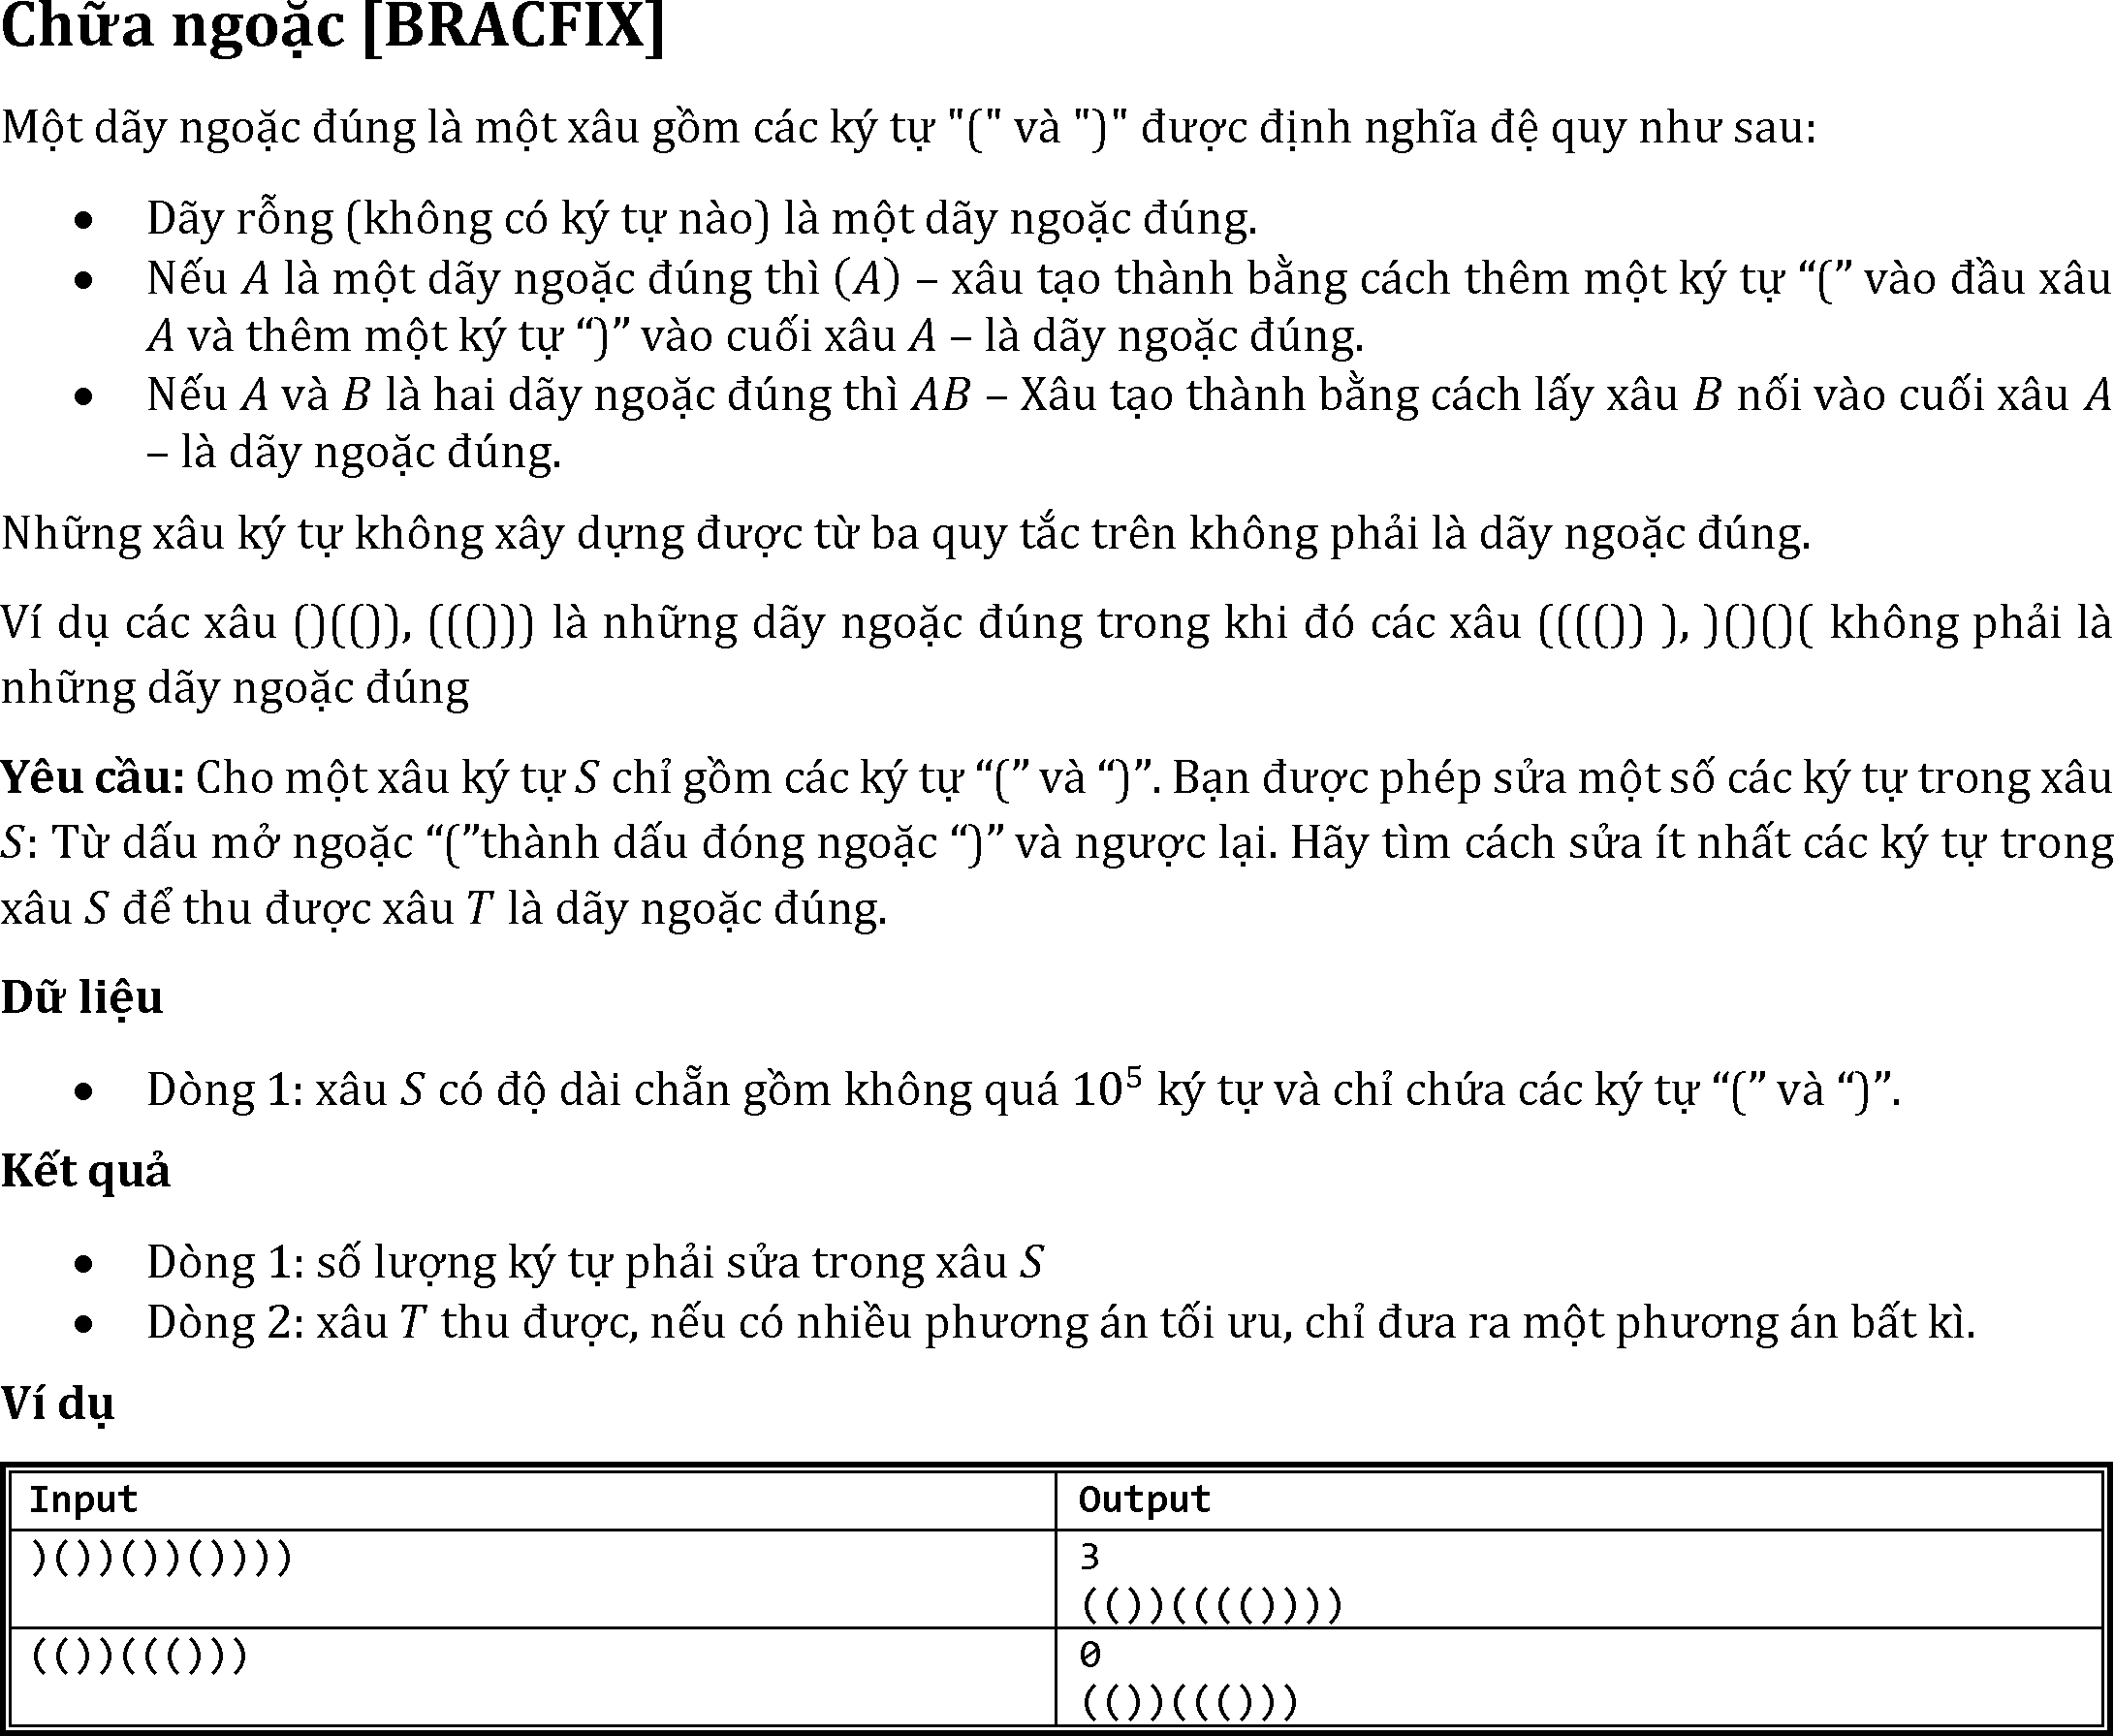 Chữa ngoặc [BRACFIX]
Một dãy ngoặc đúng là một xâu gồm các ký tự "(" và ")" được định nghĩa đệ quy như sau:
• Dãy rỗng (không có ký tự nào) là một dãy ngoặc đúng.
• Nếu A là một dãy ngoặc đúng thì (A) – xâu tạo thành bằng cách thêm một ký tự “(” vào đầu xâu
A và thêm một ký tự “)” vào cuối xâu A – là dãy ngoặc đúng.
• Nếu A và B là hai dãy ngoặc đúng thì AB – Xâu tạo thành bằng cách lấy xâu B nối vào cuối xâu A
– là dãy ngoặc đúng.
Những xâu ký tự không xây dựng được từ ba quy tắc trên không phải là dãy ngoặc đúng.
Ví dụ các xâu ()(()), ((())) là những dãy ngoặc đúng trong khi đó các xâu (((()) ), )()()( không phải là
những dãy ngoặc đúng
Yêu cầu: Cho một xâu ký tự S chỉ gồm các ký tự “(” và “)”. Bạn được phép sửa một số các ký tự trong xâu
S: Từ dấu mở ngoặc “(”thành dấu đóng ngoặc “)” và ngược lại. Hãy tìm cách sửa ít nhất các ký tự trong
xâu S để thu được xâu T là dãy ngoặc đúng.
Dữ liệu
• Dòng 1: xâu S có độ dài chẵn gồm không quá 10⁵ ký tự và chỉ chứa các ký tự “(” và “)”.
Kết quả
• Dòng 1: số lượng ký tự phải sửa trong xâu S
• Dòng 2: xâu T thu được, nếu có nhiều phương án tối ưu, chỉ đưa ra một phương án bất kì.
Ví dụ
Input Output
)())())()))) 3
(())(((())))
(())((())) 0
(())((()))